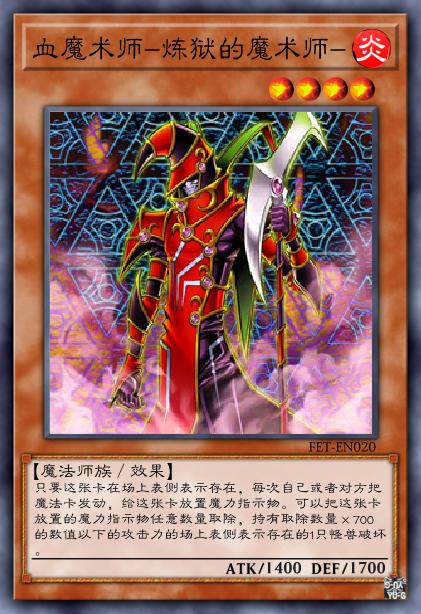 血魔术师-炼狱的魔术师-
炎
FET-EN020
【魔法师族/效果】
只要这张卡在场上表侧表示存在,每次自己或者对方把
魔法卡发动,给这张卡放置魔力指示物。可以把这张卡
放置的魔力指示物任意数量取除,持有取除数量×700
的数值以下的攻击力的场上表侧表示存在的1只怪兽破坏
。
ATK/1400 DEF/1700